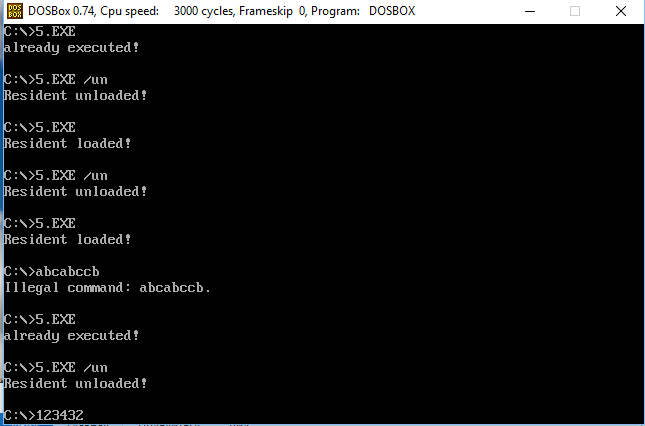 DOS
BOX
DOSBox 0.74, Cpu speed: 3000 cycles, Frameskip 0, Program: DOSBOX
C:\>5.EXE
already executed!
C:\>5.EXE /un
Resident unloaded!
C:\>5.EXE
Resident loaded!
C:\>5.EXE /un
Resident unloaded!
C:\>5.EXE
Resident loaded!
C:\>abcabccb
Illegal command: abcabccb.
C:\>5.EXE
already executed!
C:\>5.EXE /un
Resident unloaded!
C:\>123432